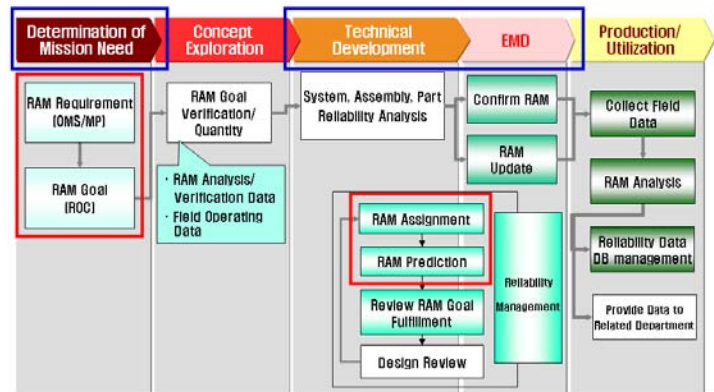 Determination of
Mission Need
Concept
Exploration
Technical
Development
EMD
Production/
Utilization
RAM Requirement
(OMS/MP)
RAM Goal
(ROC)
RAM Goal
Verification/
Quantity
· RAM Analysis/
Verification Data
· Field Operating
Data
System, Assembly, Part
Reliability Analysis
Confirm RAM
RAM
Update
RAM Assignment
RAM Prediction
Review RAM Goal
Fulfillment
Design Review
Reliability
Management
Collect Field
Data
RAM Analysis
Reliability Data
DB management
Provide Data to
Related Department